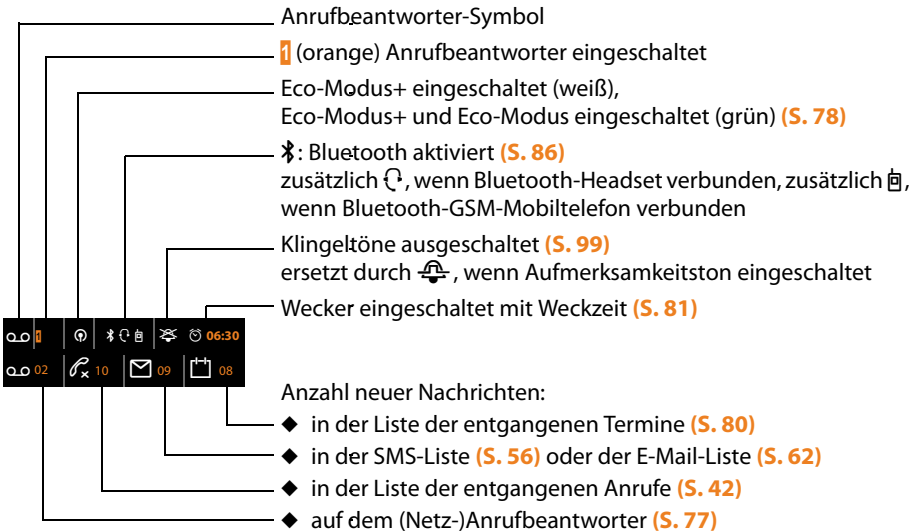 Anrufbeantworter-Symbol
1 (orange) Anrufbeantworter eingeschaltet
Eco-Modus+ eingeschaltet (weiß),
Eco-Modus+ und Eco-Modus eingeschaltet (grün) (S. 78)
: Bluetooth aktiviert (S. 86)
zusätzlich , wenn Bluetooth-Headset verbunden, zusätzlich ,
wenn Bluetooth-GSM-Mobiltelefon verbunden
Klingeltöne ausgeschaltet (S. 99)
ersetzt durch , wenn Aufmerksamkeitston eingeschaltet
Wecker eingeschaltet mit Weckzeit (S. 81)
1 06:30
02 10 09 08
Anzahl neuer Nachrichten:
◆ in der Liste der entgangenen Termine (S. 80)
◆ in der SMS-Liste (S. 56) oder der E-Mail-Liste (S. 62)
◆ in der Liste der entgangenen Anrufe (S. 42)
◆ auf dem (Netz-)Anrufbeantworter (S. 77)